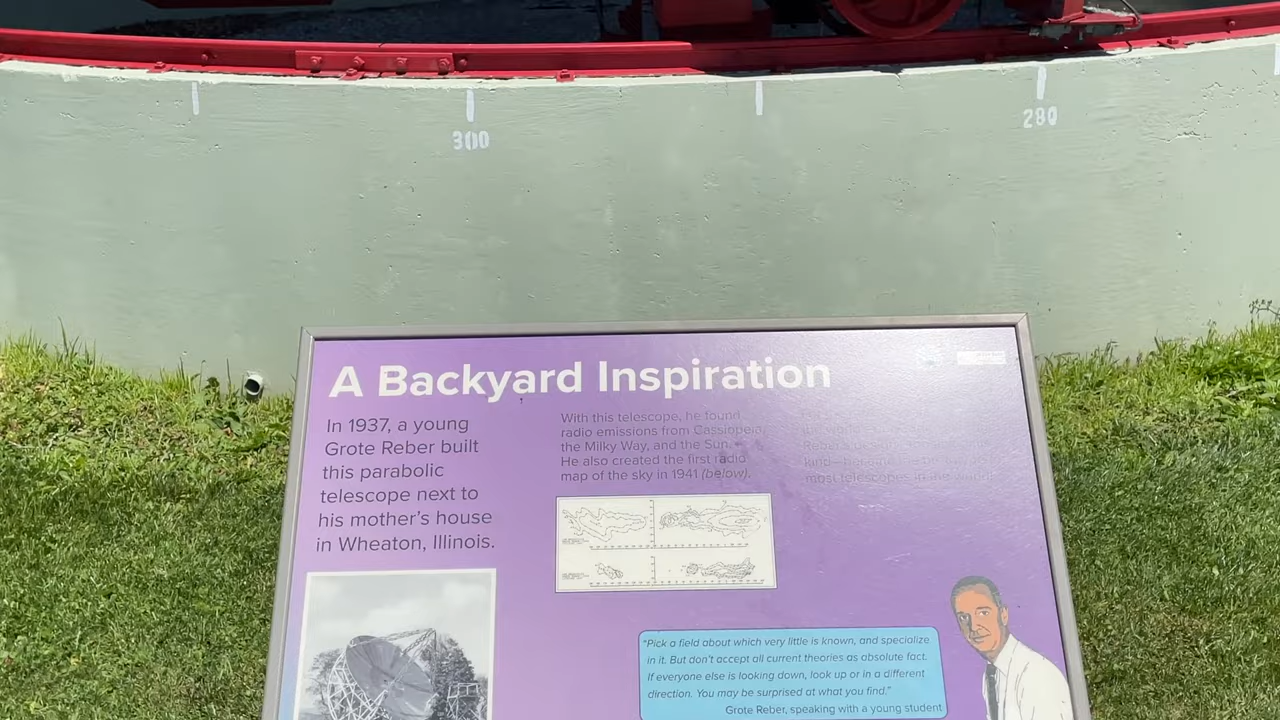 300
280
A Backyard Inspiration
In 1937, a young
Grote Reber built
this parabolic
telescope next to
his mother's house
in Wheaton, Illinois.
With this telescope, he found
radio emissions from Cassiopeia,
the Milky Way, and the Sun.
He also created the first radio
map of the sky in 1941 (below).
most telescopes in the world.
"Pick a field about which very little is known, and specialize
in it. But don't accept all current theories as absolute fact.
If everyone else is looking down, look up or in a different
direction. You may be surprised at what you find."
Grote Reber, speaking with a young student